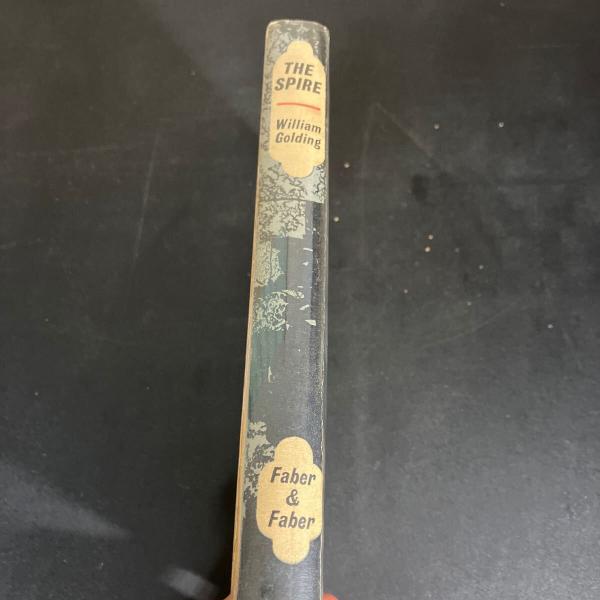 THE
SPIRE
William
Golding
Faber
&
Faber